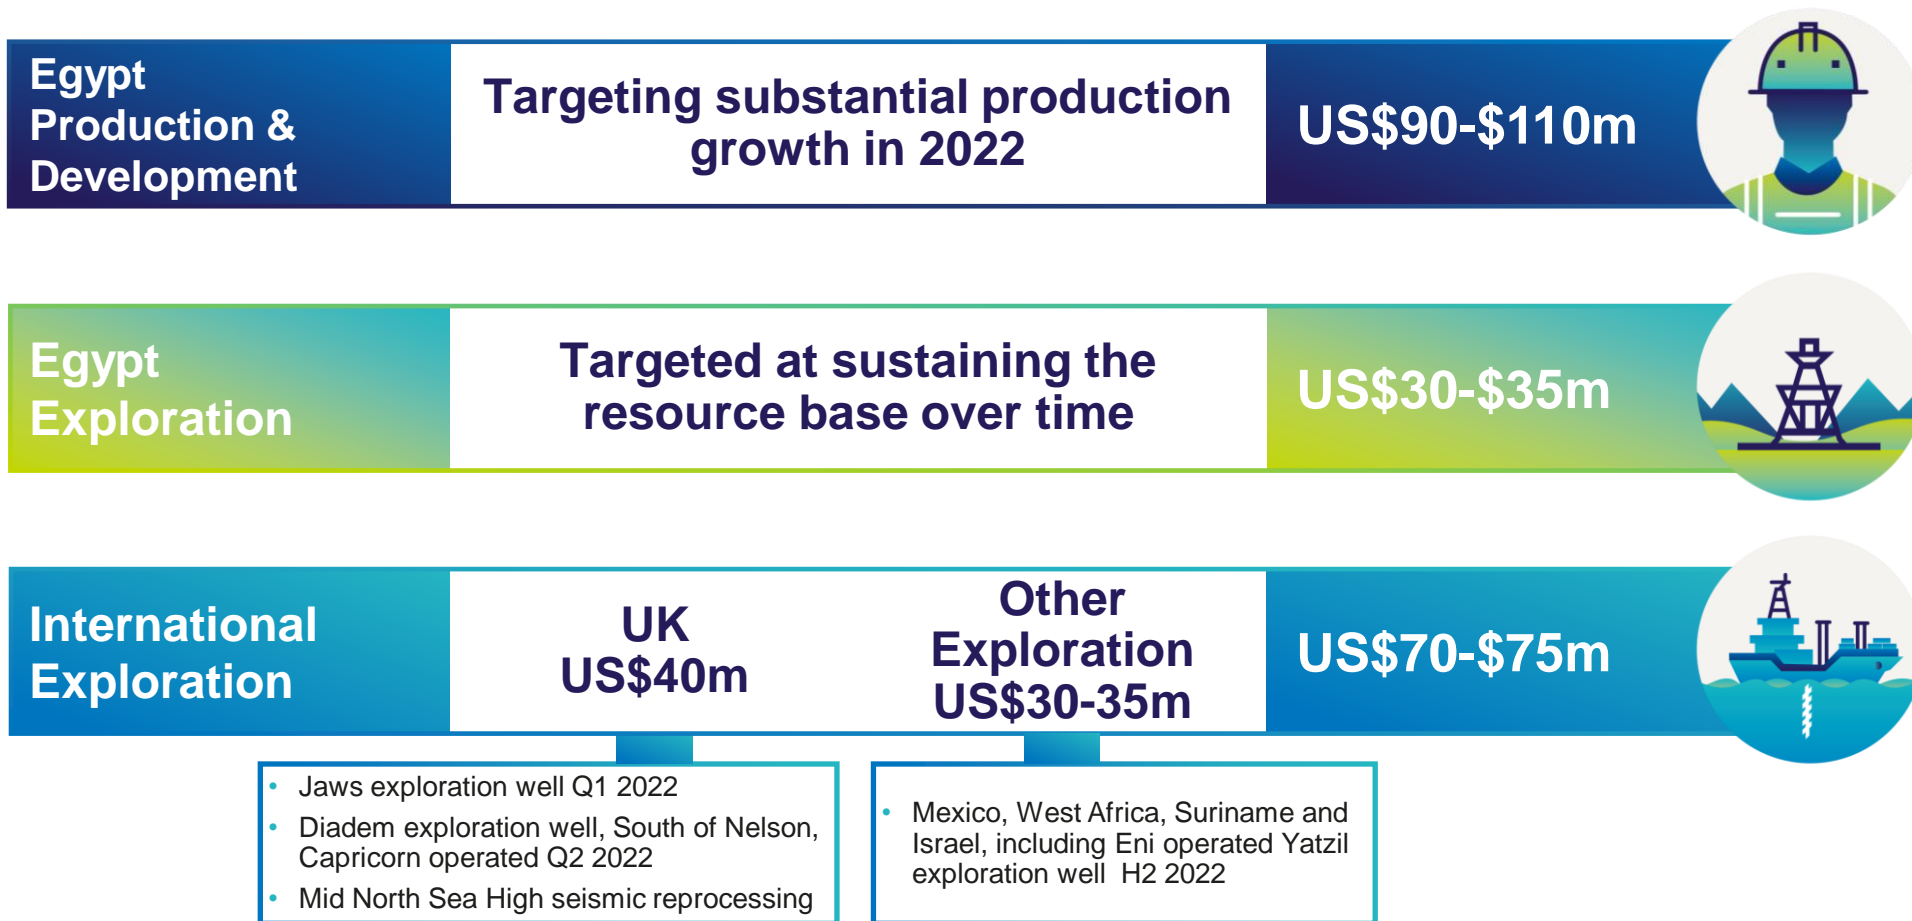 Egypt
Production &
Development
Targeting substantial production
growth in 2022
US$90-$110m
Egypt
Exploration
Targeted at sustaining the
resource base over time
US$30-$35m
International
Exploration
UK
US$40m
Other
Exploration
US$30-35m
US$70-$75m
• Jaws exploration well Q1 2022
• Diadem exploration well, South of Nelson,
Capricorn operated Q2 2022
• Mid North Sea High seismic reprocessing
• Mexico, West Africa, Suriname and
Israel, including Eni operated Yatzil
exploration well H2 2022